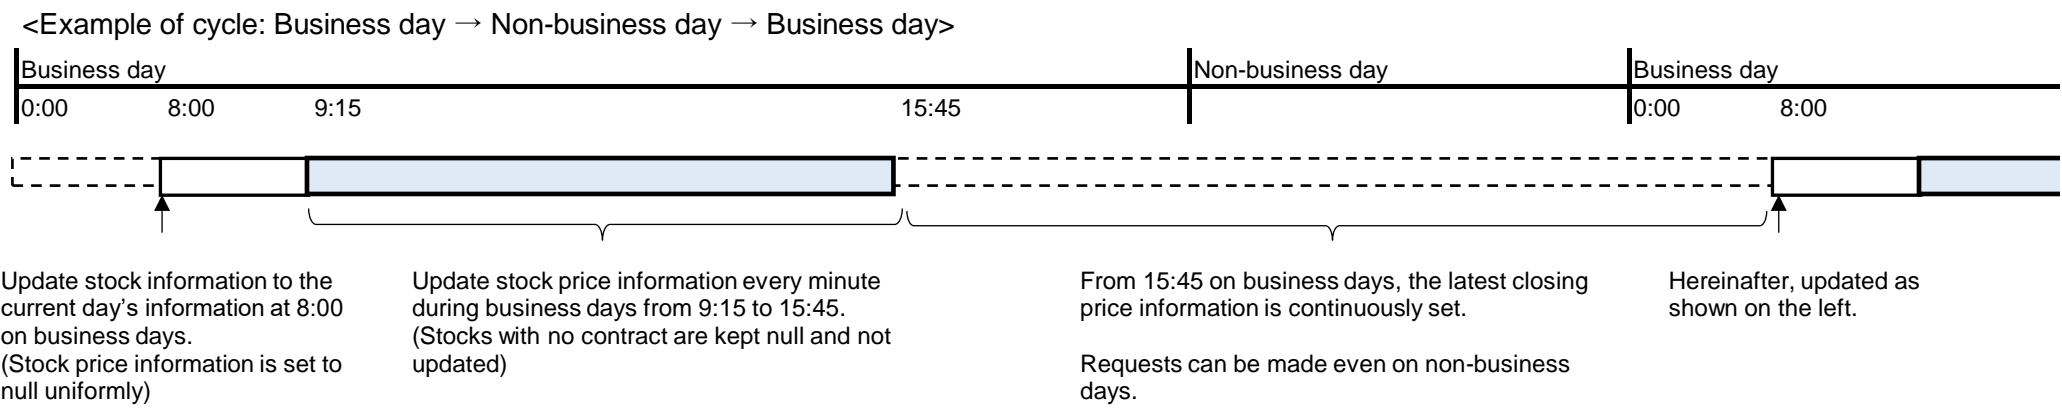 <Example of cycle: Business day → Non-business day → Business day>
Business day
Non-business day
Business day
0:00
8:00
9:15
15:45
0:00
8:00
Update stock information to the
current day's information at 8:00
on business days.
(Stock price information is set to
null uniformly)
Update stock price information every minute
during business days from 9:15 to 15:45.
(Stocks with no contract are kept null and not
updated)
From 15:45 on business days, the latest closing
price information is continuously set.
Requests can be made even on non-business
days.
Hereinafter, updated as
shown on the left.